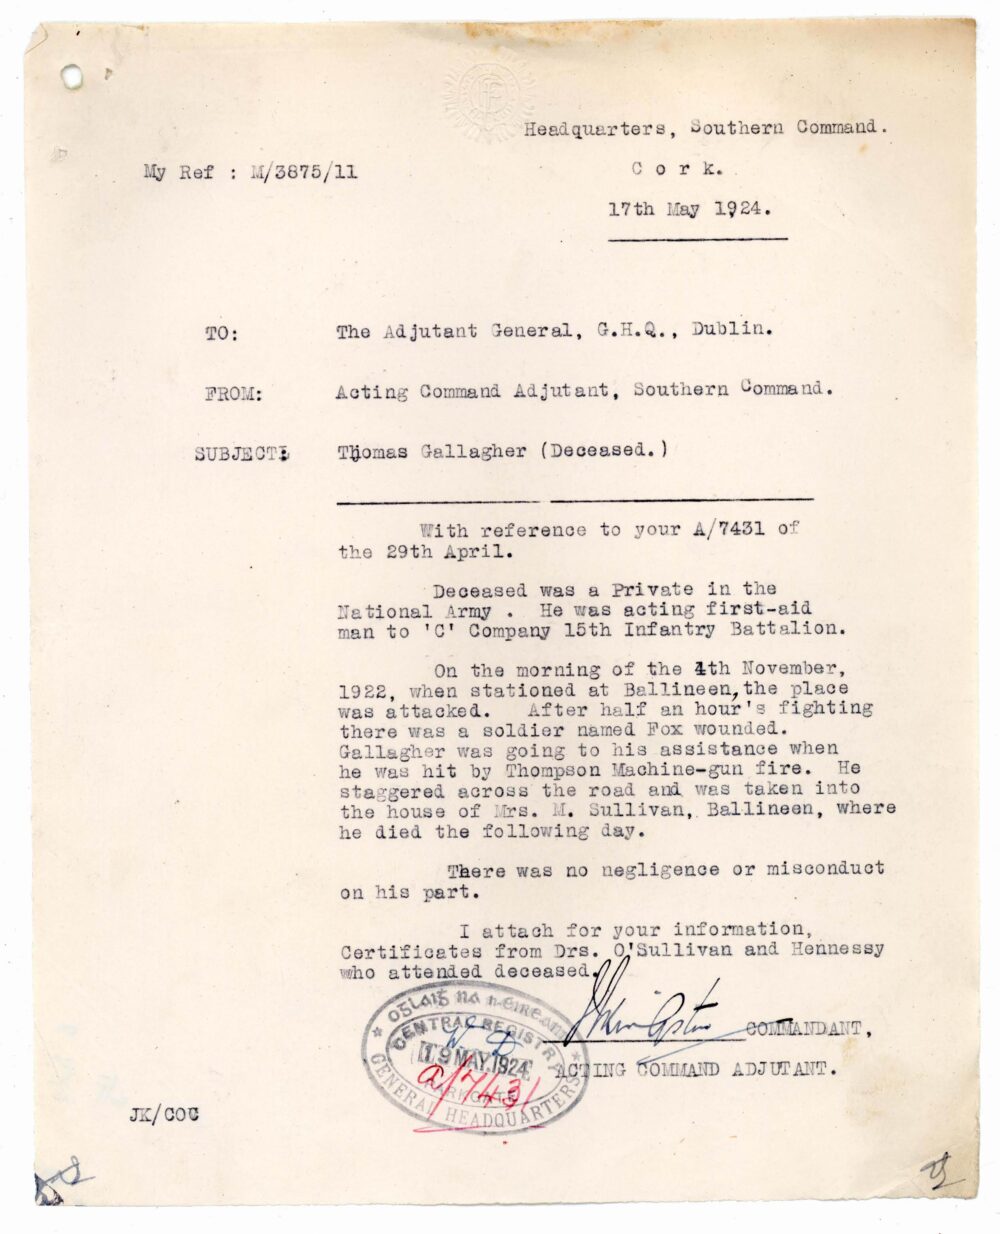 Headquarters, Southern Command.
My Ref : M/3875/11
C o r k.
17th May 1924.
TO: The Adjutant General, G.H.Q., Dublin.
FROM: Acting Command Adjutant, Southern Command.
SUBJECT: Thomas Gallagher (Deceased.)
With reference to your A/7431 of
the 29th April.
Deceased was a Private in the
National Army . He was acting first-aid
man to 'C' Company 15th Infantry Battalion.
On the morning of the 4th November,
1922, when stationed at Ballineen, the place
was attacked. After half an hour's fighting
there was a soldier named Fox wounded.
Gallagher was going to his assistance when
he was hit by Thompson Machine-gun fire. He
staggered across the road and was taken into
the house of Mrs. M. Sullivan, Ballineen, where
he died the following day.
There was no negligence or misconduct
on his part.
I attach for your information,
Certificates from Drs. O'Sullivan and Hennessy
who attended deceased.
COMMANDANT,
ACTING COMMAND ADJUTANT.
CENTRAL REGISTRY
19 MAY.1924
a/7431
GENERAL HEADQUARTERS
JK/COC